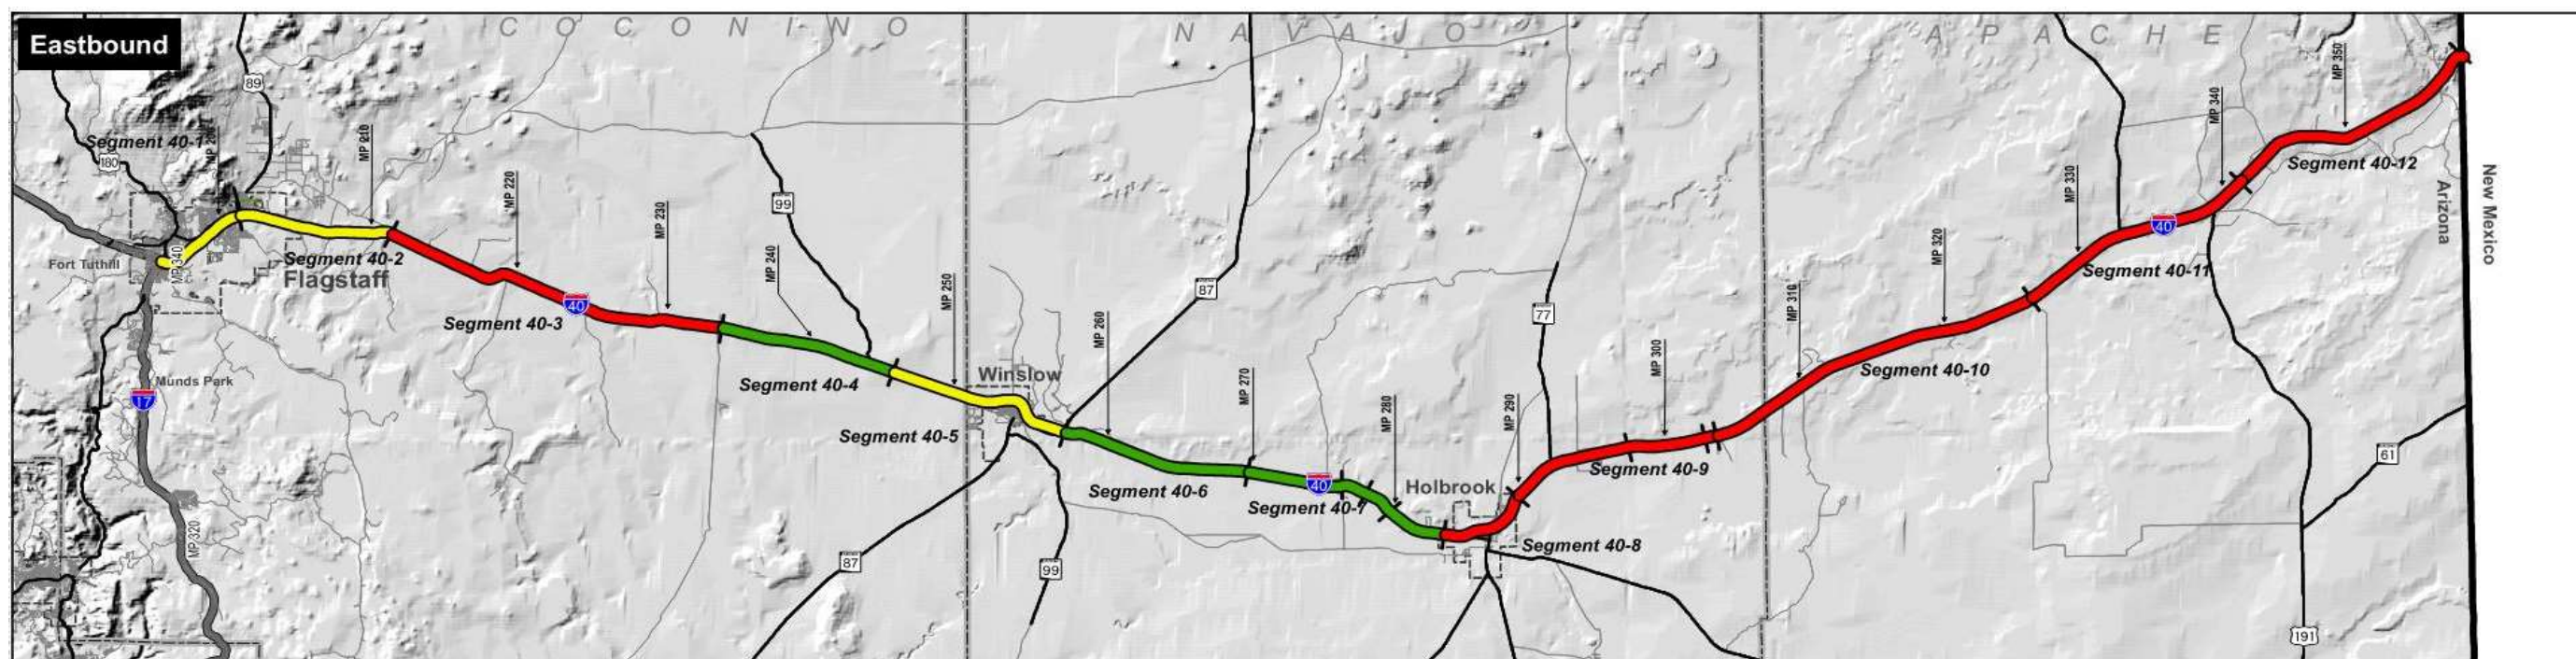 Eastbound
COCONINO
NAVAJO
APACHE
89
Segment 40-1
180
MP 200
MP 210
Fort Tuthill
MP 340
Segment 40-2
Flagstaff
MP 220
MP 230
MP 240
MP 250
99
40
Segment 40-3
Munds Park
17
MP 320
Segment 40-4
Winslow
Segment 40-5
87
99
87
MP 260
MP 270
MP 280
MP 290
MP 300
77
Segment 40-6
40
Segment 40-7
Holbrook
Segment 40-8
Segment 40-9
MP 310
MP 320
MP 330
MP 340
MP 350
Segment 40-10
Segment 40-11
40
Segment 40-12
Arizona
New Mexico
61
191